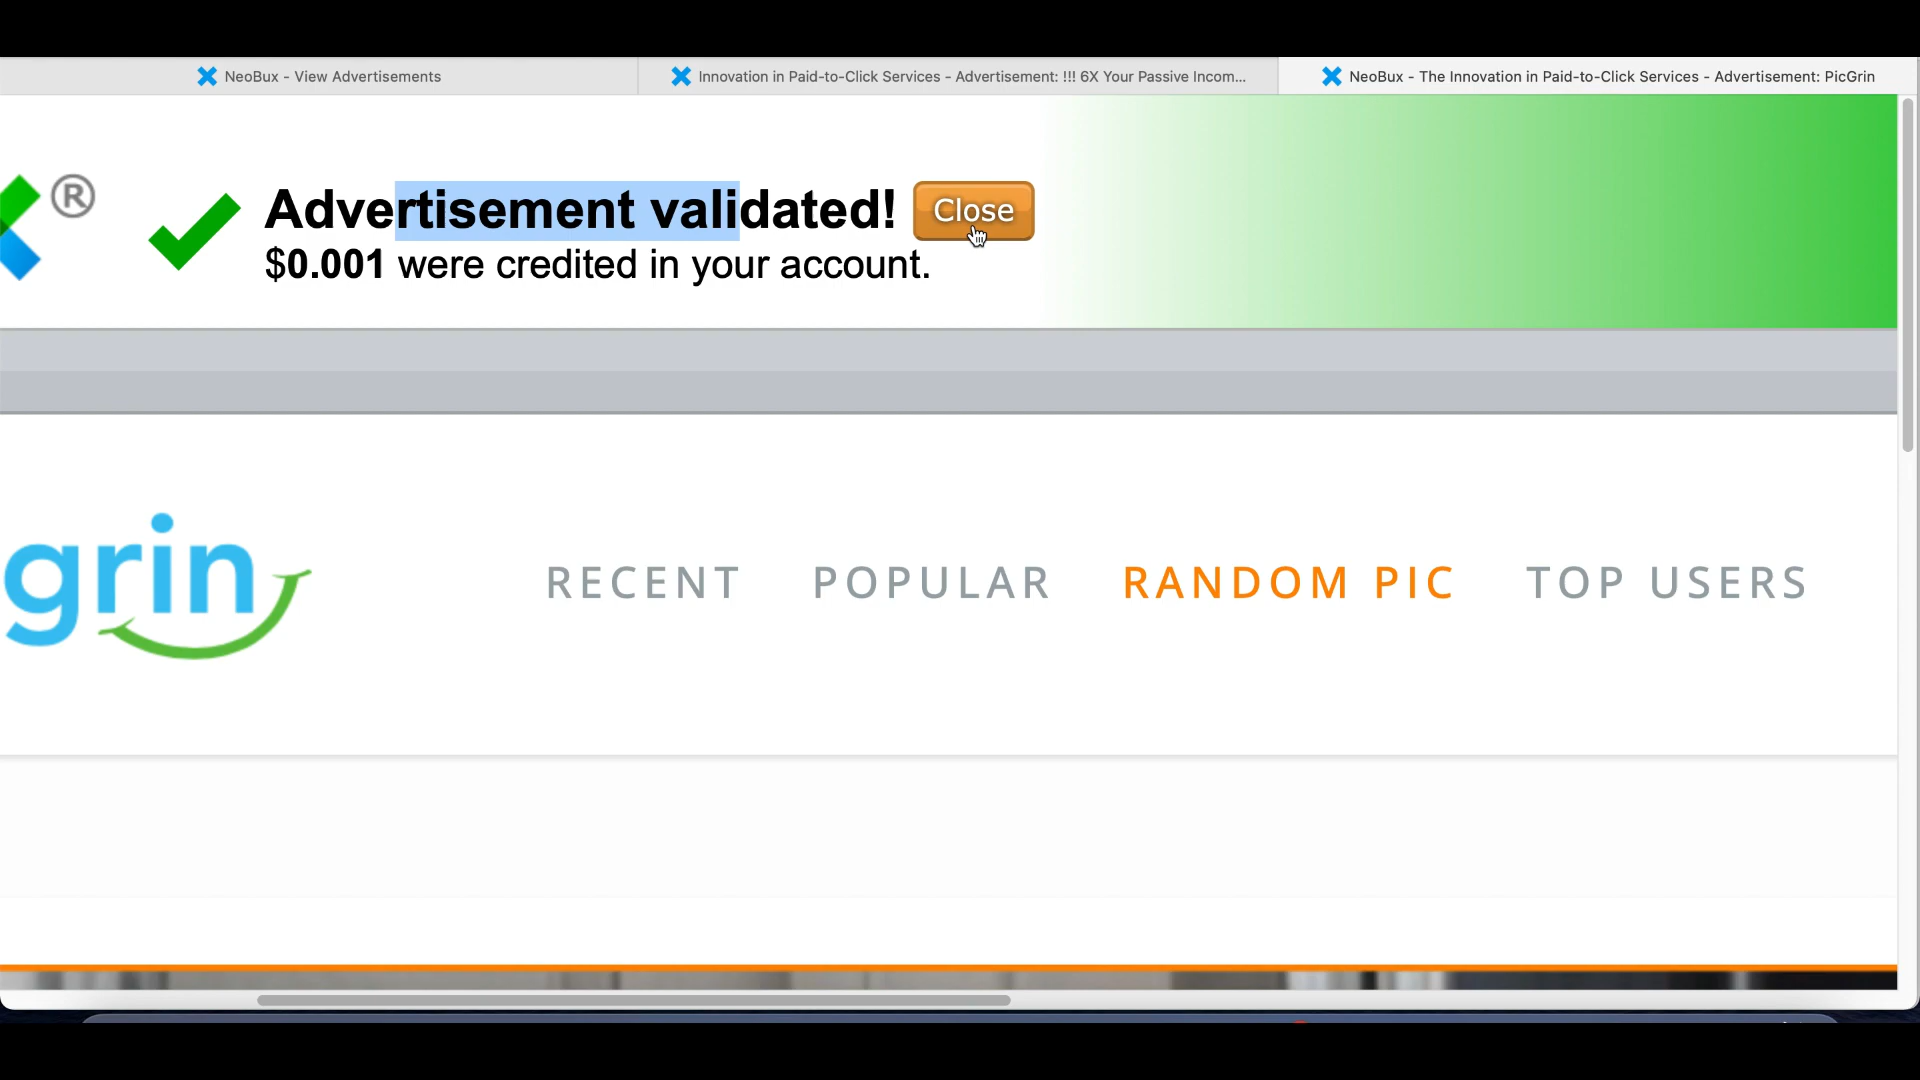 NeoBux - View Advertisements
Innovation in Paid-to-Click Services - Advertisement: !!! 6X Your Passive Incom...
NeoBux - The Innovation in Paid-to-Click Services - Advertisement: PicGrin
®
Advertisement validated!
Close
$0.001 were credited in your account.
grin
RECENT
POPULAR
RANDOM PIC
TOP USERS